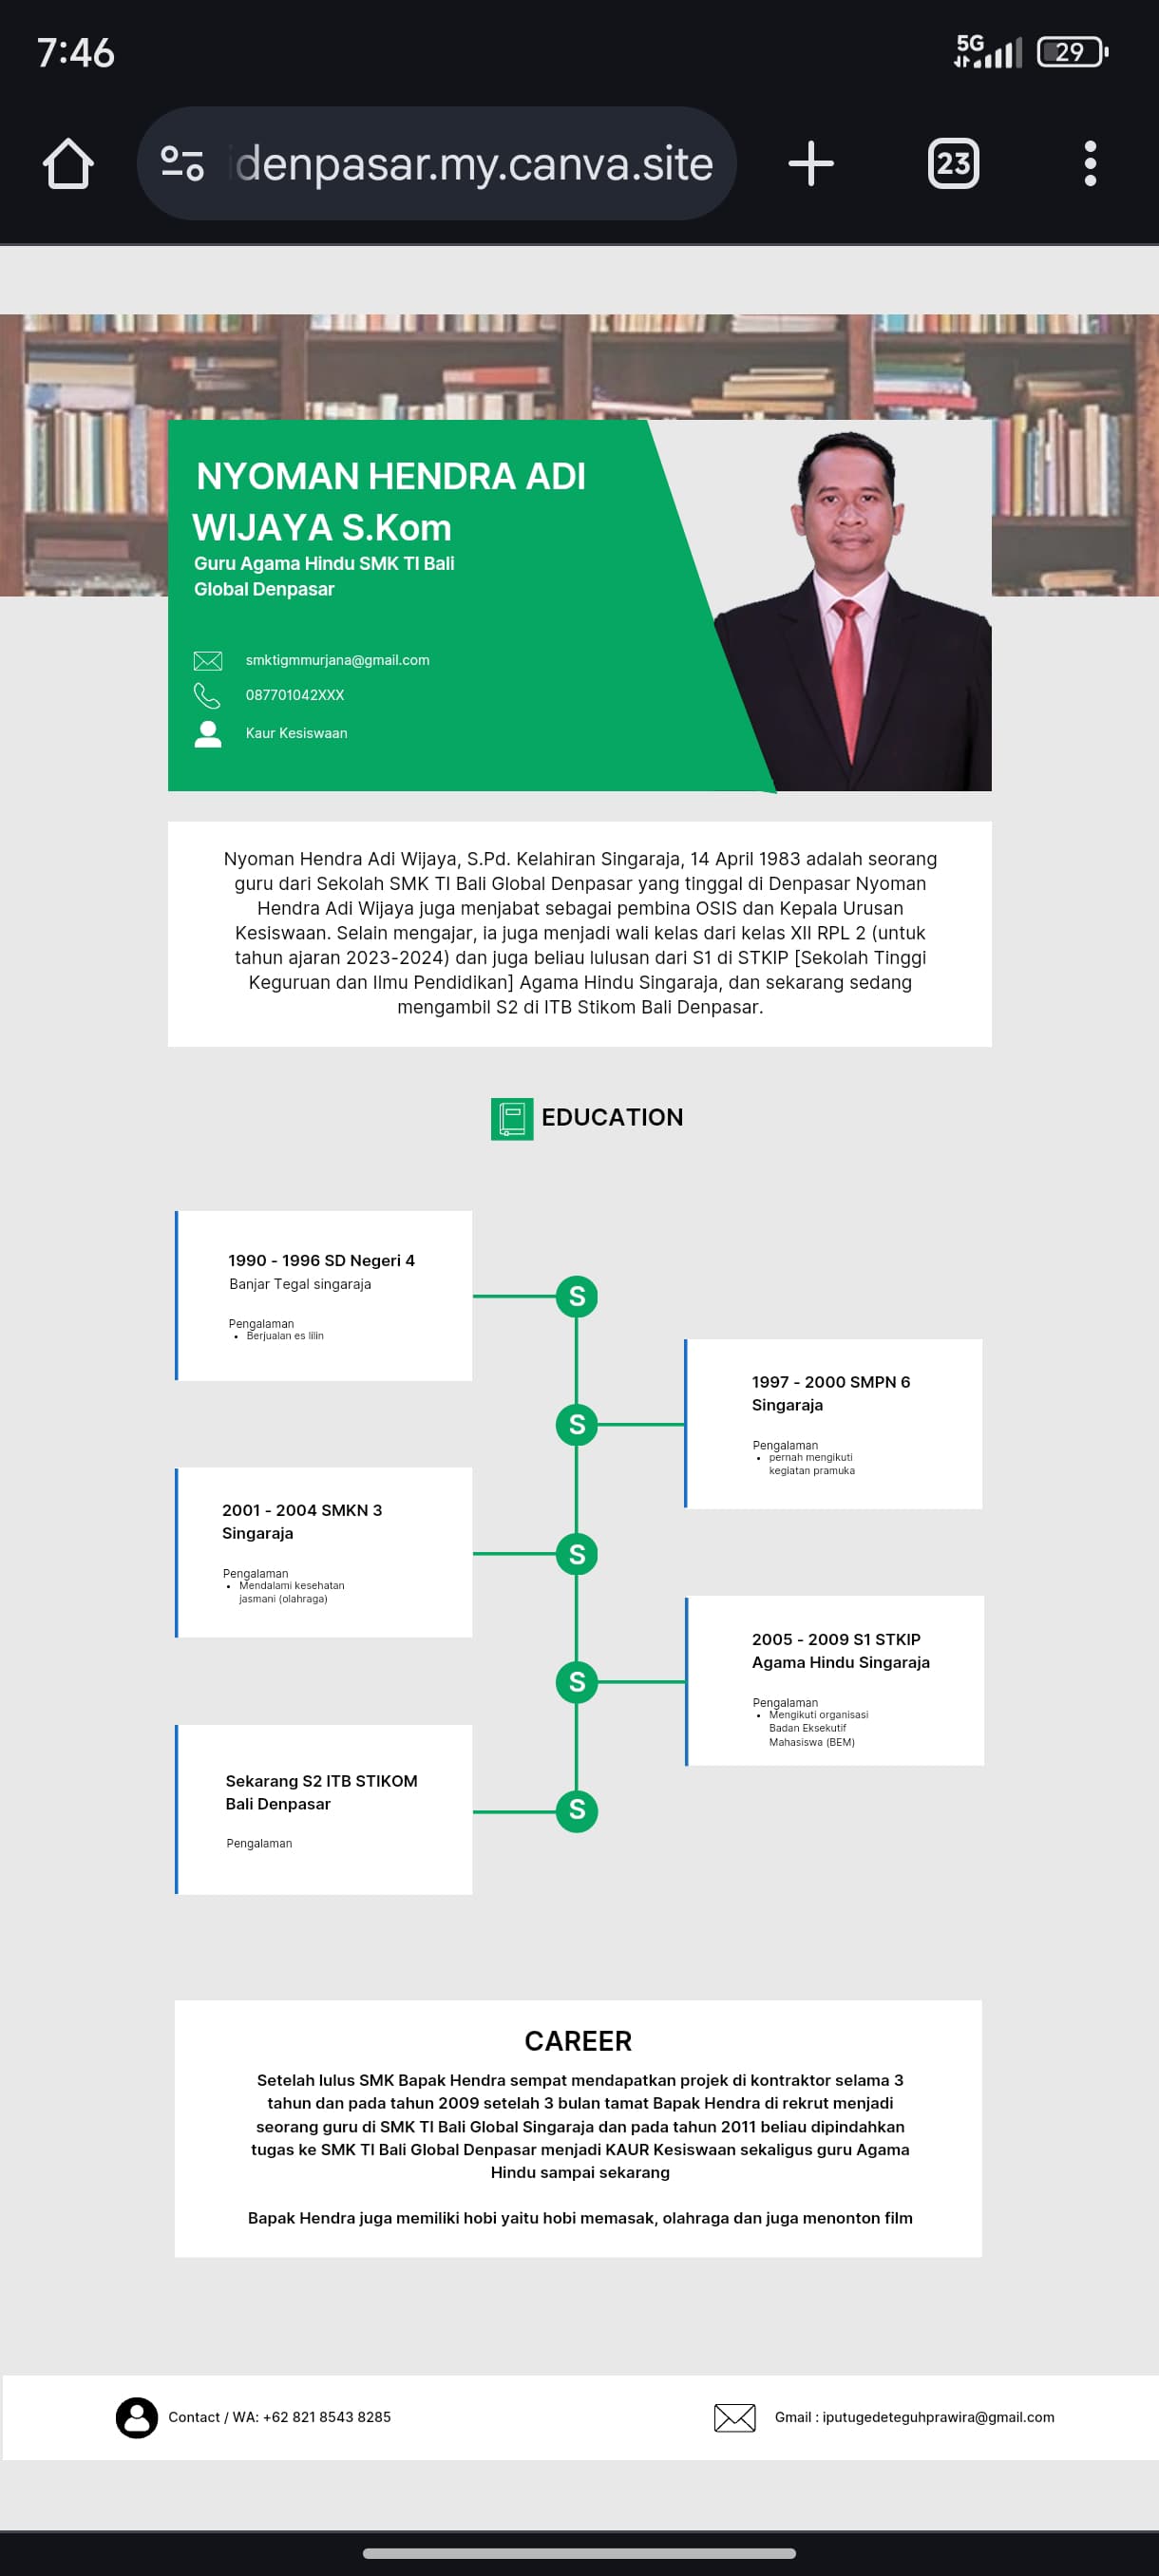 7:46
5G
29
idenpasar.my.canva.site
23
NYOMAN HENDRA ADI
WIJAYA S.Kom
Guru Agama Hindu SMK TI Bali
Global Denpasar
smktigmmurjana@gmail.com
087701042XXX
Kaur Kesiswaan
Nyoman Hendra Adi Wijaya, S.Pd. Kelahiran Singaraja, 14 April 1983 adalah seorang
guru dari Sekolah SMK TI Bali Global Denpasar yang tinggal di Denpasar Nyoman
Hendra Adi Wijaya juga menjabat sebagai pembina OSIS dan Kepala Urusan
Kesiswaan. Selain mengajar, ia juga menjadi wali kelas dari kelas XII RPL 2 (untuk
tahun ajaran 2023-2024) dan juga beliau lulusan dari S1 di STKIP [Sekolah Tinggi
Keguruan dan Ilmu Pendidikan] Agama Hindu Singaraja, dan sekarang sedang
mengambil S2 di ITB Stikom Bali Denpasar.
EDUCATION
1990 - 1996 SD Negeri 4
Banjar Tegal singaraja
Pengalaman
• Berjualan es lilin
S
S
1997 - 2000 SMPN 6
Singaraja
Pengalaman
• pernah mengikuti
kegiatan pramuka
2001 - 2004 SMKN 3
Singaraja
Pengalaman
• Mendalami kesehatan
jasmani (olahraga)
S
S
2005 - 2009 S1 STKIP
Agama Hindu Singaraja
Pengalaman
• Mengikuti organisasi
Badan Eksekutif
Mahasiswa (BEM)
Sekarang S2 ITB STIKOM
Bali Denpasar
Pengalaman
S
CAREER
Setelah lulus SMK Bapak Hendra sempat mendapatkan projek di kontraktor selama 3
tahun dan pada tahun 2009 setelah 3 bulan tamat Bapak Hendra di rekrut menjadi
seorang guru di SMK TI Bali Global Singaraja dan pada tahun 2011 beliau dipindahkan
tugas ke SMK TI Bali Global Denpasar menjadi KAUR Kesiswaan sekaligus guru Agama
Hindu sampai sekarang
Bapak Hendra juga memiliki hobi yaitu hobi memasak, olahraga dan juga menonton film
Contact / WA: +62 821 8543 8285
Gmail : iputugedeteguhprawira@gmail.com